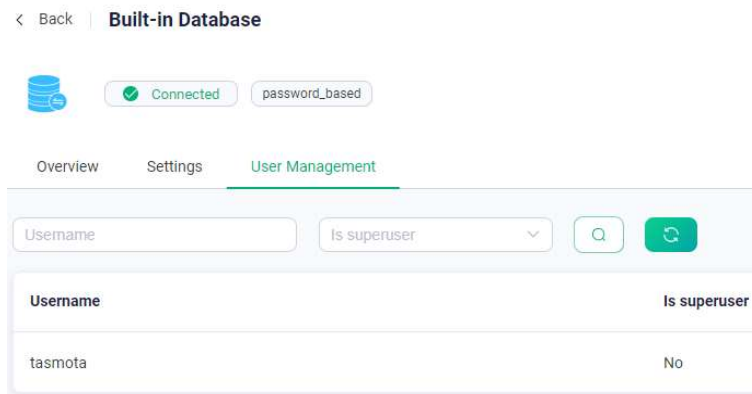 Back Built-in Database
Connected password_based
Overview Settings User Management
Username Is superuser
Username Is superuser
tasmota No